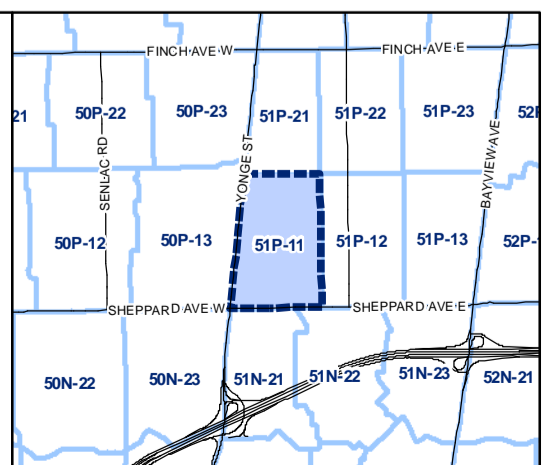 FINCH AVE W
FINCH AVE E
21
50P-22
50P-23
51P-21
51P-22
51P-23
52P
SENLAC RD
YONGE ST
BAYVIEW AVE
50P-12
50P-13
51P-11
51P-12
51P-13
52P-
SHEPPARD AVE W
SHEPPARD AVE E
50N-22
50N-23
51N-21
51N-22
51N-23
52N-21